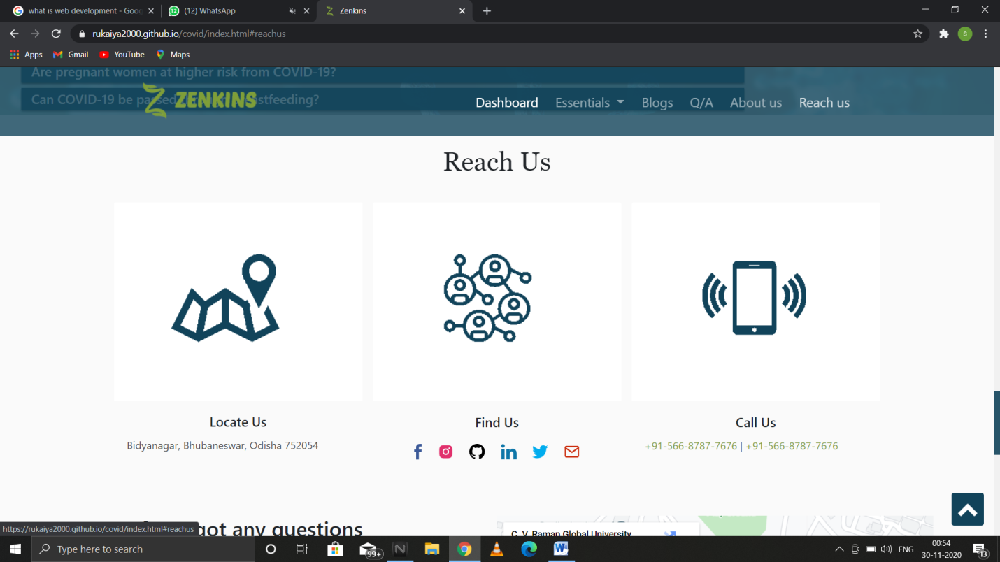 what is web development - Goog
(12) WhatsApp
Zenkins
rukaiya2000.github.io/covid/index.html#reachus
S
Apps
Gmail
YouTube
Maps
Are pregnant women at higher risk from COVID-19?
Can COVID-19 be passed
stfeeding?
ZENKINS
Dashboard
Essentials
Blogs
Q/A
About us
Reach us
Reach Us
Locate Us
Bidyanagar, Bhubaneswar, Odisha 752054
Find Us
Call Us
+91-566-8787-7676 | +91-566-8787-7676
got any questions
C. V. Raman Global University
https://rukaiya2000.github.io/covid/index.html#reachus
Type here to search
99+
ENG
00:54
30-11-2020
13